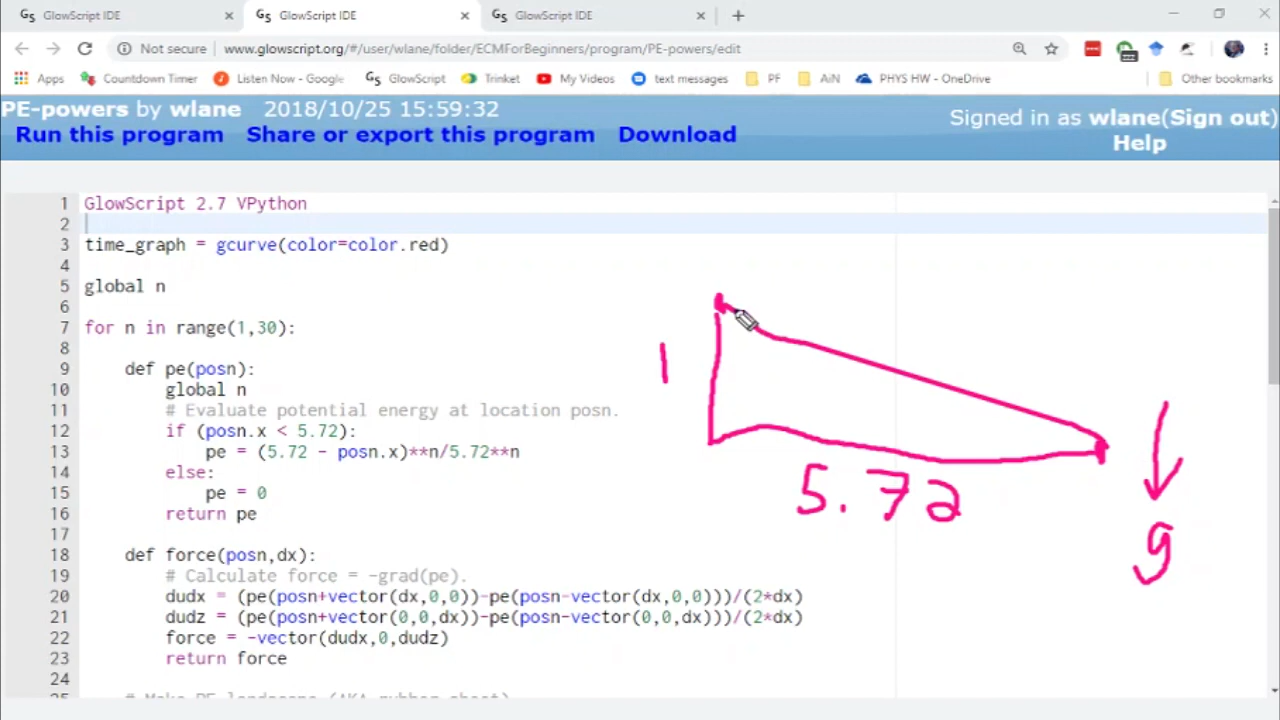 GlowScript IDE GlowScript IDE GlowScript IDE
Not secure www.glowscript.org/#/user/wlane/folder/ECMForBeginners/program/PE-powers/edit
Apps Countdown Timer Listen Now - Google GlowScript Trinket My Videos text messages PF AiN PHYS HW - OneDrive Other bookmarks
PE-powers by wlane 2018/10/25 15:59:32
Signed in as wlane(Sign out)
Run this program Share or export this program Download
Help
1 GlowScript 2.7 VPython
2
3 time_graph = gcurve(color=color.red)
4
5 global n
6
7 for n in range(1,30):
8
9 def pe(posn):
10 global n
11 # Evaluate potential energy at location posn.
12 if (posn.x < 5.72):
13 pe = (5.72 - posn.x)**n/5.72**n
14 else:
15 pe = 0
16 return pe
17
18 def force(posn,dx):
19 # Calculate force = -grad(pe).
20 dudx = (pe(posn+vector(dx,0,0))-pe(posn-vector(dx,0,0)))/(2*dx)
21 dudz = (pe(posn+vector(0,0,dx))-pe(posn-vector(0,0,dx)))/(2*dx)
22 force = -vector(dudx,0,dudz)
23 return force
24
25 # Make PE landscape (AKA rubber sheet)
1
5.72
g